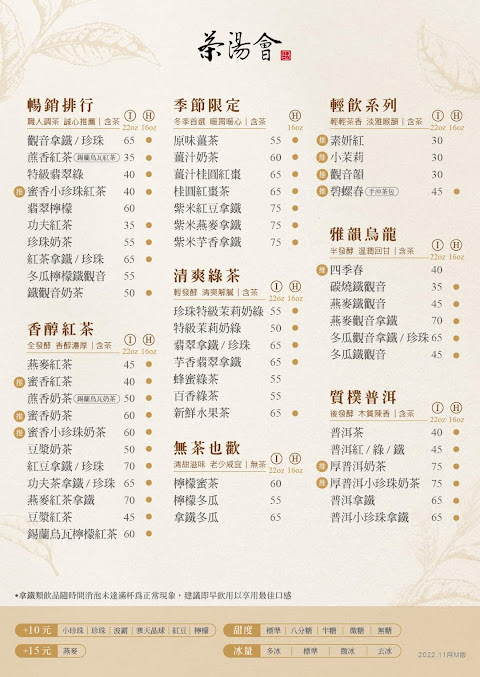 茶湯會
暢銷排行
職人調茶 誠心推薦|含茶 Ⓘ 22oz Ⓗ 16oz
觀音拿鐵 / 珍珠 65 ●
蔗香紅茶(錫蘭烏瓦紅茶) 35 ●
特級翡翠綠 40 ●
推 蜜香小珍珠紅茶 40 ●
翡翠檸檬 60
功夫紅茶 35 ●
珍珠奶茶 55 ●
紅茶拿鐵 / 珍珠 65 ●
冬瓜檸檬鐵觀音 55
鐵觀音奶茶 50 ●
香醇紅茶
全發酵 香醇濃厚|含茶 Ⓘ 22oz Ⓗ 16oz
燕麥紅茶 45 ●
推 蜜香紅茶 40 ●
蔗香奶茶(錫蘭烏瓦奶茶) 50 ●
推 蜜香奶茶 60 ●
推 蜜香小珍珠奶茶 60 ●
豆漿奶茶 50 ●
紅豆拿鐵 / 珍珠 70 ●
功夫茶拿鐵 / 珍珠 65 ●
燕麥紅茶拿鐵 70 ●
豆漿紅茶 45 ●
錫蘭烏瓦檸檬紅茶 60 ●
季節限定
冬季首選 暖胃暖心|含茶 Ⓗ 16oz
原味薑茶 55 ●
薑汁奶茶 60 ●
薑汁桂圓紅棗 65 ●
桂圓紅棗茶 65 ●
紫米紅豆拿鐵 75 ●
紫米燕麥拿鐵 75 ●
紫米芋香拿鐵 75 ●
清爽綠茶
輕發酵 清爽解膩|含茶 Ⓘ 22oz Ⓗ 16oz
珍珠特級茉莉奶綠 55 ●
特級茉莉奶綠 50 ●
翡翠拿鐵 / 珍珠 65 ●
芋香翡翠拿鐵 65 ●
蜂蜜綠茶 55
百香綠茶 55
新鮮水果茶 65 ●
無茶也歡
清甜滋味 老少咸宜|無茶 Ⓘ 22oz Ⓗ 16oz
檸檬蜜茶 60
檸檬冬瓜 55
拿鐵冬瓜 65 ●
輕飲系列
輕輕茶香 淡雅喉韻|含茶 Ⓗ 16oz
推 素妍紅 30
推 小茉莉 30
推 觀音韻 30
推 碧螺春(手沖茶包) 40 ●
雅韻烏龍
半發酵 溫潤回甘|含茶 Ⓘ 22oz Ⓗ 16oz
推 四季春 40
碳燒鐵觀音 35 ●
燕麥鐵觀音 45 ●
燕麥觀音拿鐵 70 ●
冬瓜觀音拿鐵 / 珍珠 65 ●
冬瓜鐵觀音 45 ●
質樸普洱
後發酵 木質陳香|含茶 Ⓘ 22oz Ⓗ 16oz
普洱茶 40 ●
普洱紅 / 綠 / 鐵 45 ●
推 厚普洱奶茶 75 ●
推 厚普洱小珍珠奶茶 75 ●
普洱拿鐵 65 ●
普洱小珍珠拿鐵 65 ●
•拿鐵類飲品隨時間消泡未達滿杯為正常現象，建議即早飲用以享用最佳口感
+10元 小珍珠|珍珠|波霸|寒天晶球|紅豆|檸檬
+15元 燕麥
甜度 標準|八分糖|半糖|微糖|無糖
冰量 多冰|標準|微冰|去冰
2022.11月M版